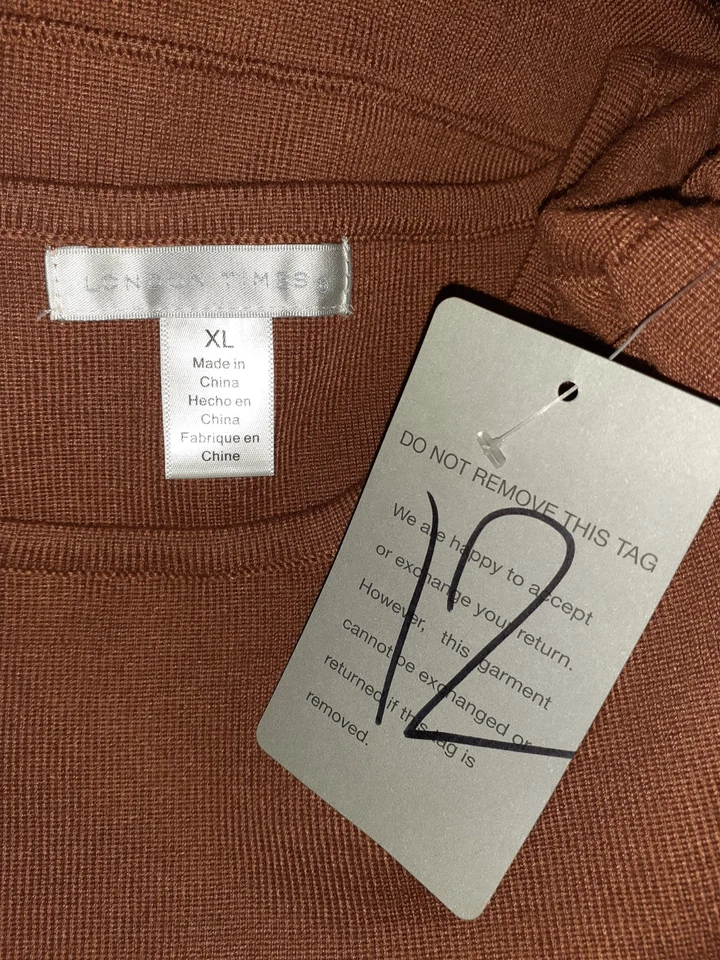 LONDON TIMES®
XL
Made in
China
Hecho en
China
Fabrique en
Chine
DO NOT REMOVE THIS TAG
We are happy to accept
or exchange your return.
However, this garment
cannot be exchanged or
returned if this tag is
removed.
12